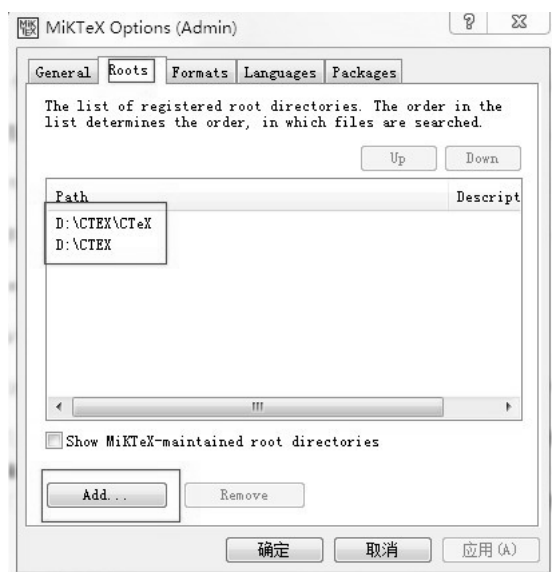 MiKTeX Options (Admin)
General Roots Formats Languages Packages
The list of registered root directories. The order in the
list determines the order, in which files are searched.
Up Down
Path Descript
D:\CTEX\CTeX
D:\CTEX
Show MiKTeX-maintained root directories
Add... Remove
确定 取消 应用(A)